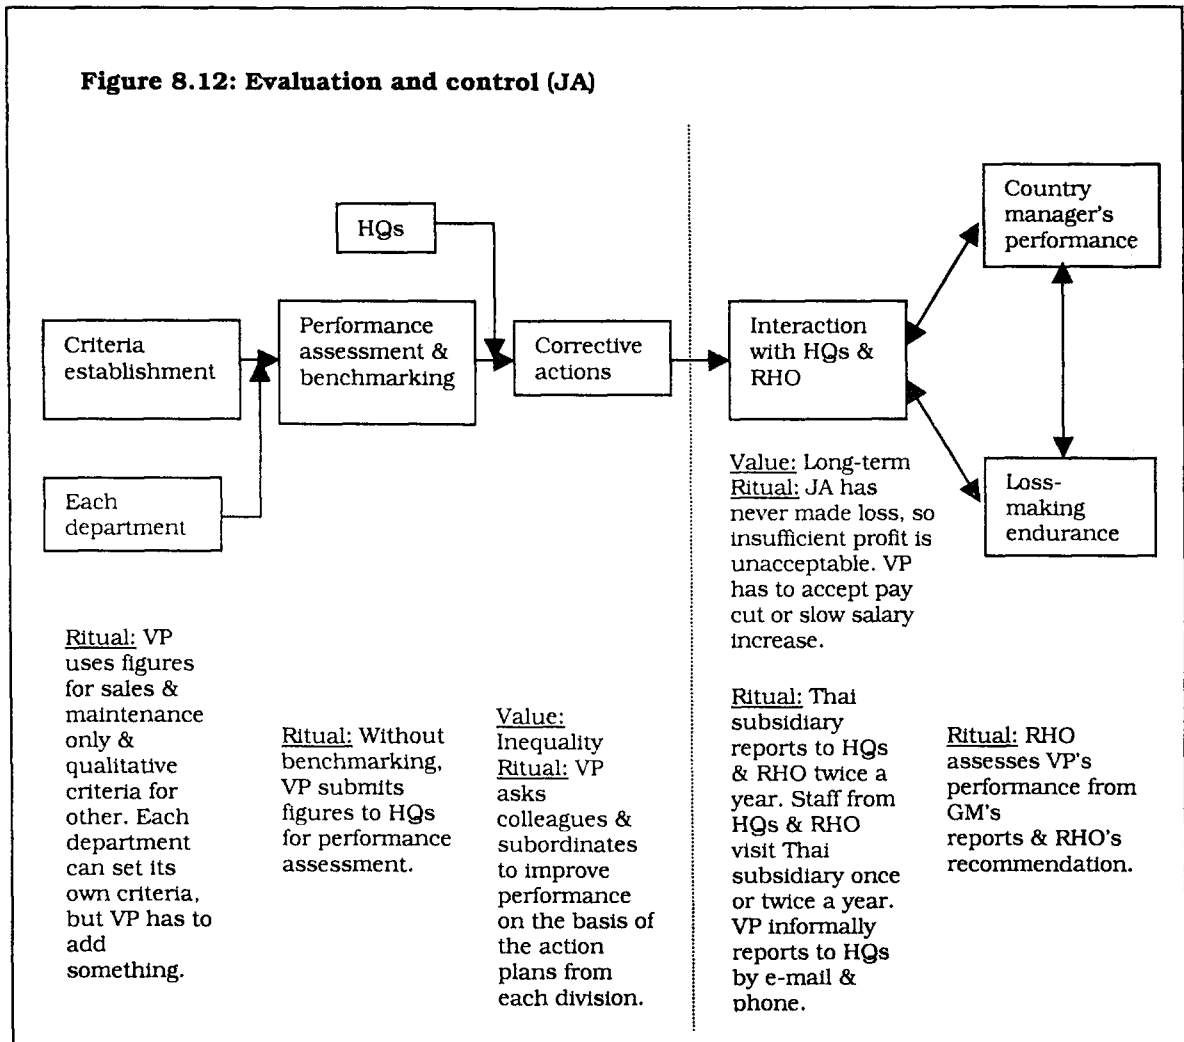 Figure 8.12: Evaluation and control (JA)
HQs
Country
manager's
performance
Criteria
establishment
Performance
assessment &
benchmarking
Corrective
actions
Interaction
with HQs &
RHO
Each
department
Loss-
making
endurance
Value: Long-term
Ritual: JA has
never made loss, so
insufficient profit is
unacceptable. VP
has to accept pay
cut or slow salary
increase.
Ritual: VP
uses figures
for sales &
maintenance
only &
qualitative
criteria for
other. Each
department
can set its
own criteria,
but VP has to
add
something.
Ritual: Without
benchmarking,
VP submits
figures to HQs
for performance
assessment.
Value:
Inequality
Ritual: VP
asks
colleagues &
subordinates
to improve
performance
on the basis of
the action
plans from
each division.
Ritual: Thai
subsidiary
reports to HQs
& RHO twice a
year. Staff from
HQs & RHO
visit Thai
subsidiary once
or twice a year.
VP informally
reports to HQs
by e-mail &
phone.
Ritual: RHO
assesses VP's
performance from
GM's
reports & RHO's
recommendation.